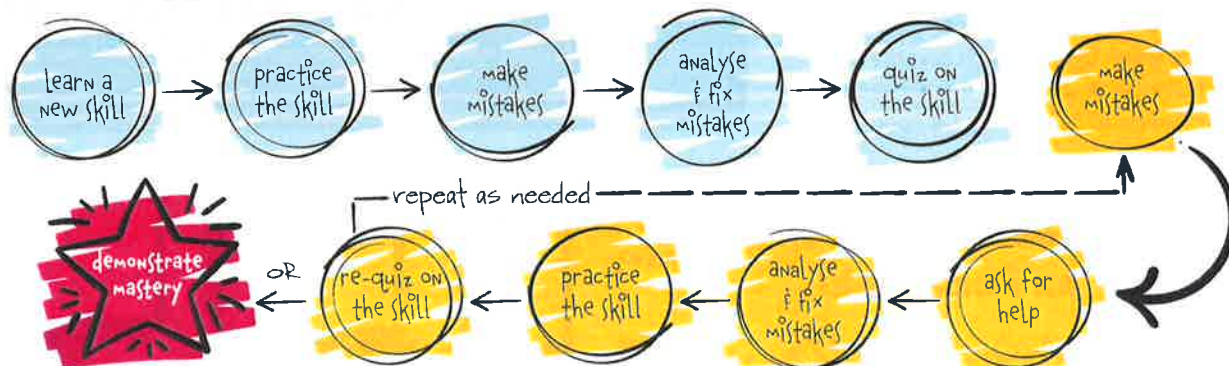 learn a
new skill
practice
the skill
make
mistakes
analyse
& fix
mistakes
quiz on
the skill
make
mistakes
ask for
help
analyse
& fix
mistakes
practice
the skill
re-quiz on
the skill
repeat as needed
OR
demonstrate
mastery